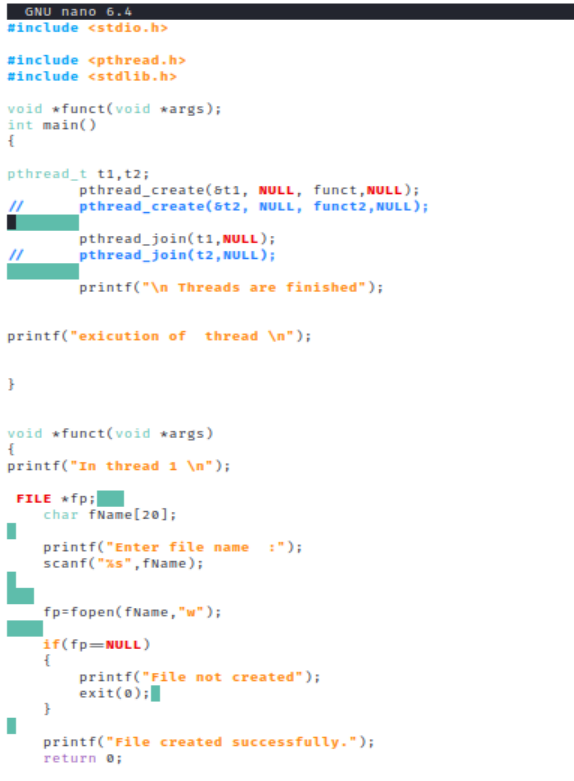 GNU nano 6.4
#include <stdio.h>
#include <pthread.h>
#include <stdlib.h>
void *funct(void *args);
int main()
{
pthread_t t1,t2;
pthread_create(&t1, NULL, funct,NULL);
// pthread_create(&t2, NULL, funct2,NULL);
pthread_join(t1,NULL);
// pthread_join(t2,NULL);
printf("\n Threads are finished");
printf("exicution of  thread \n");
}
void *funct(void *args)
{
printf("In thread 1 \n");
FILE *fp;
char fName[20];
printf("Enter file name  :");
scanf("%s",fName);
fp=fopen(fName,"w");
if(fp==NULL)
{
printf("File not created");
exit(0);
}
printf("File created successfully.");
return 0;